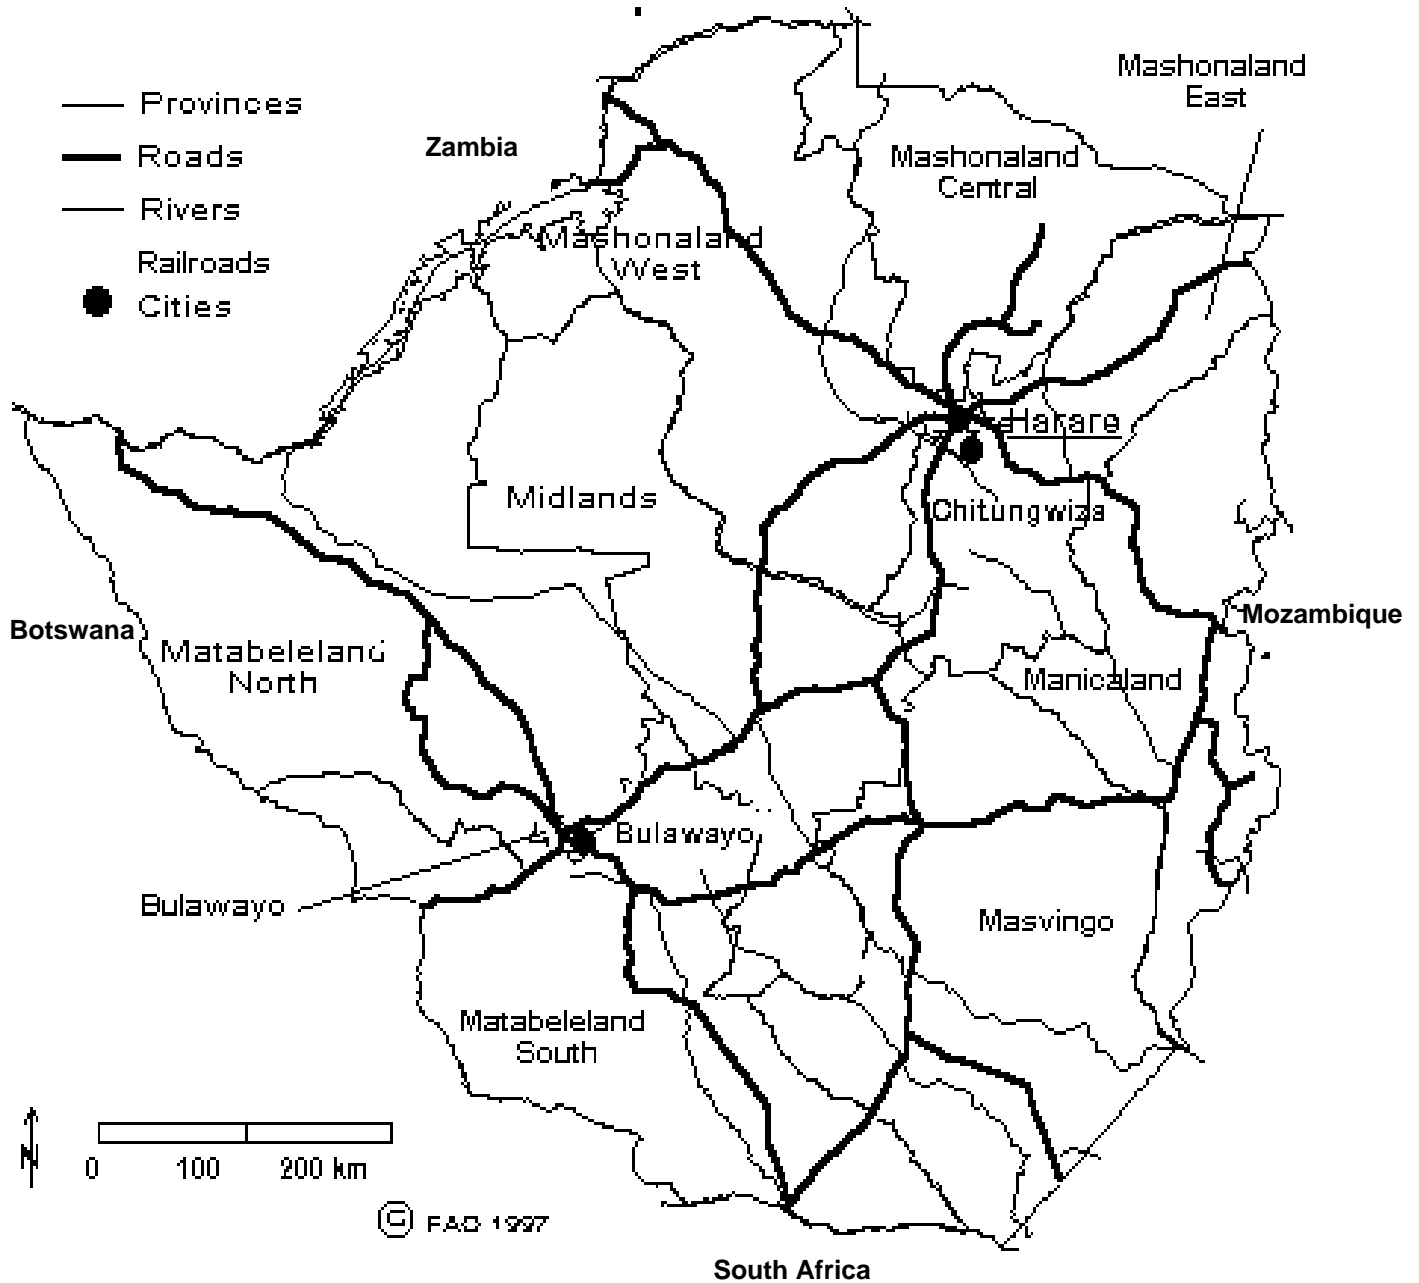 Mashonaland
East
Provinces
Roads
Rivers
Railroads
Cities
Zambia
Mashonaland
Central
Mashonaland
West
Harare
Midlands
Chitungwiza
Botswana
Mozambique
Matabeleland
North
Manicaland
Bulawayo
Bulawayo
Masvingo
Matabeleland
South
N
0 100 200 km
© FAO 1997
South Africa